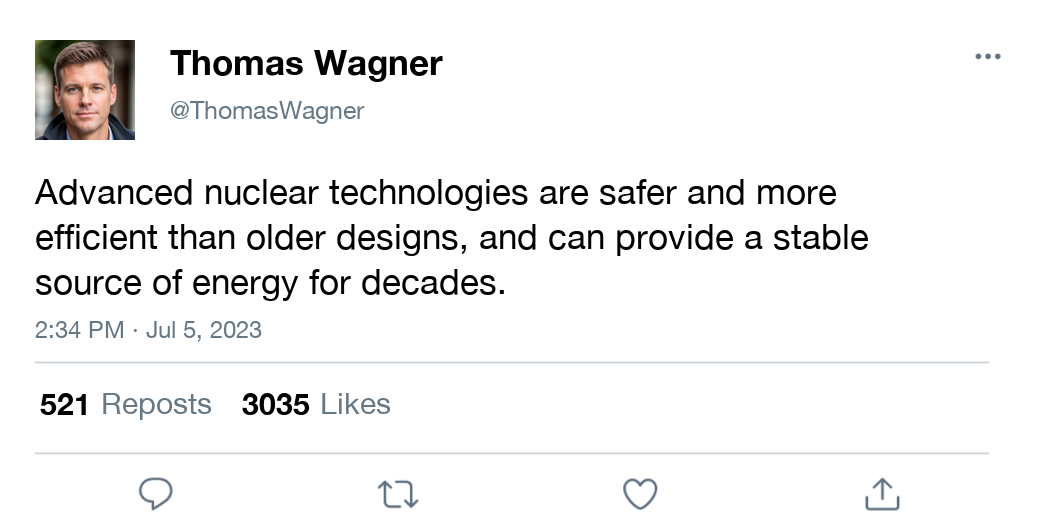 Thomas Wagner
@ThomasWagner
Advanced nuclear technologies are safer and more
efficient than older designs, and can provide a stable
source of energy for decades.
2:34 PM · Jul 5, 2023
521 Reposts 3035 Likes